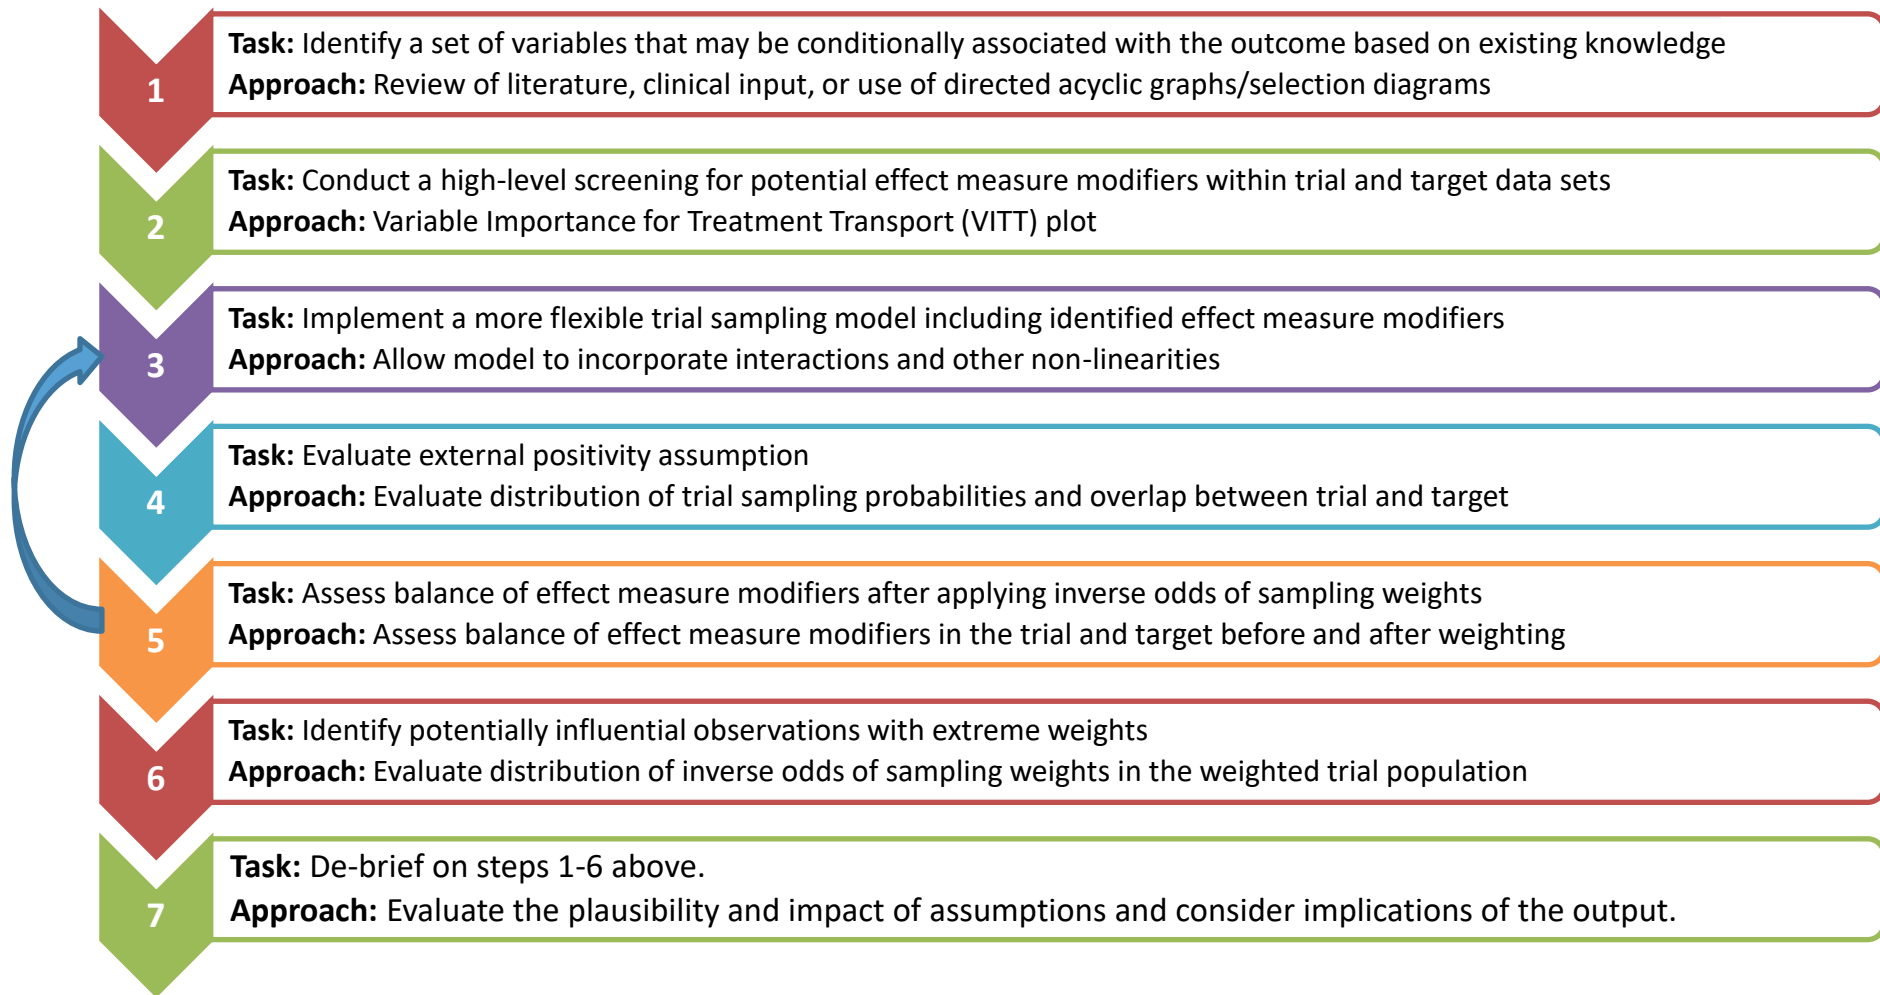 1
Task: Identify a set of variables that may be conditionally associated with the outcome based on existing knowledge
Approach: Review of literature, clinical input, or use of directed acyclic graphs/selection diagrams
2
Task: Conduct a high-level screening for potential effect measure modifiers within trial and target data sets
Approach: Variable Importance for Treatment Transport (VITT) plot
3
Task: Implement a more flexible trial sampling model including identified effect measure modifiers
Approach: Allow model to incorporate interactions and other non-linearities
4
Task: Evaluate external positivity assumption
Approach: Evaluate distribution of trial sampling probabilities and overlap between trial and target
5
Task: Assess balance of effect measure modifiers after applying inverse odds of sampling weights
Approach: Assess balance of effect measure modifiers in the trial and target before and after weighting
6
Task: Identify potentially influential observations with extreme weights
Approach: Evaluate distribution of inverse odds of sampling weights in the weighted trial population
7
Task: De-brief on steps 1-6 above.
Approach: Evaluate the plausibility and impact of assumptions and consider implications of the output.